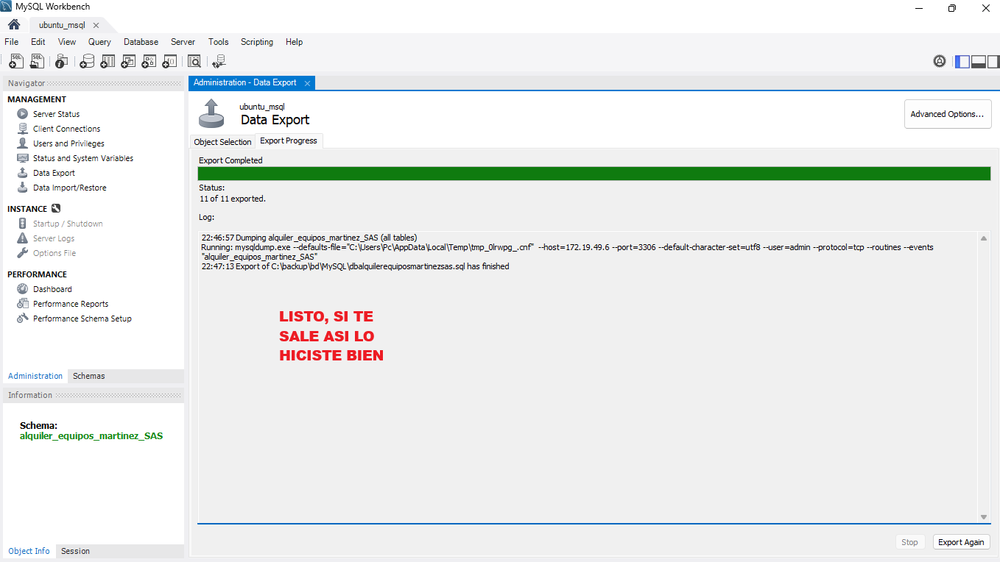 MySQL Workbench
ubuntu_msql
File Edit View Query Database Server Tools Scripting Help
Navigator
MANAGEMENT
Server Status
Client Connections
Users and Privileges
Status and System Variables
Data Export
Data Import/Restore
INSTANCE
Startup / Shutdown
Server Logs
Options File
PERFORMANCE
Dashboard
Performance Reports
Performance Schema Setup
Administration Schemas
Information
Schema:
alquiler_equipos_martinez_SAS
Object Info Session
Administration - Data Export
ubuntu_msql
Data Export
Advanced Options...
Object Selection Export Progress
Export Completed
Status:
11 of 11 exported.
Log:
22:46:57 Dumping alquiler_equipos_martinez_SAS (all tables)
Running: mysqldump.exe --defaults-file="C:\Users\Pc\AppData\Local\Temp\tmp_0lrwpg_.cnf" --host=172.19.49.6 --port=3306 --default-character-set=utf8 --user=admin --protocol=tcp --routines --events
"alquiler_equipos_martinez_SAS"
22:47:13 Export of C:\backup\bd\MySQL\dbalquilerequiposmartinezsas.sql has finished
LISTO, SI TE
SALE ASI LO
HICISTE BIEN
Stop Export Again